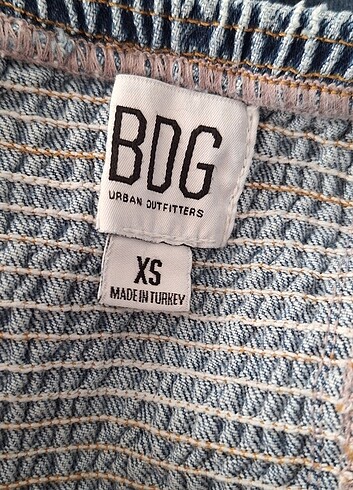 BDG
URBAN OUTFITTERS
XS
MADE IN TURKEY